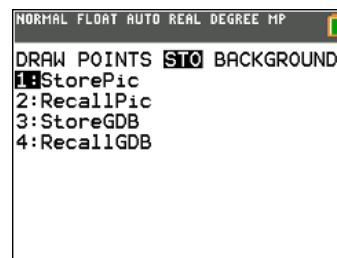 NORMAL FLOAT AUTO REAL DEGREE MP
DRAW POINTS STO BACKGROUND
1:StorePic
2:RecallPic
3:StoreGDB
4:RecallGDB